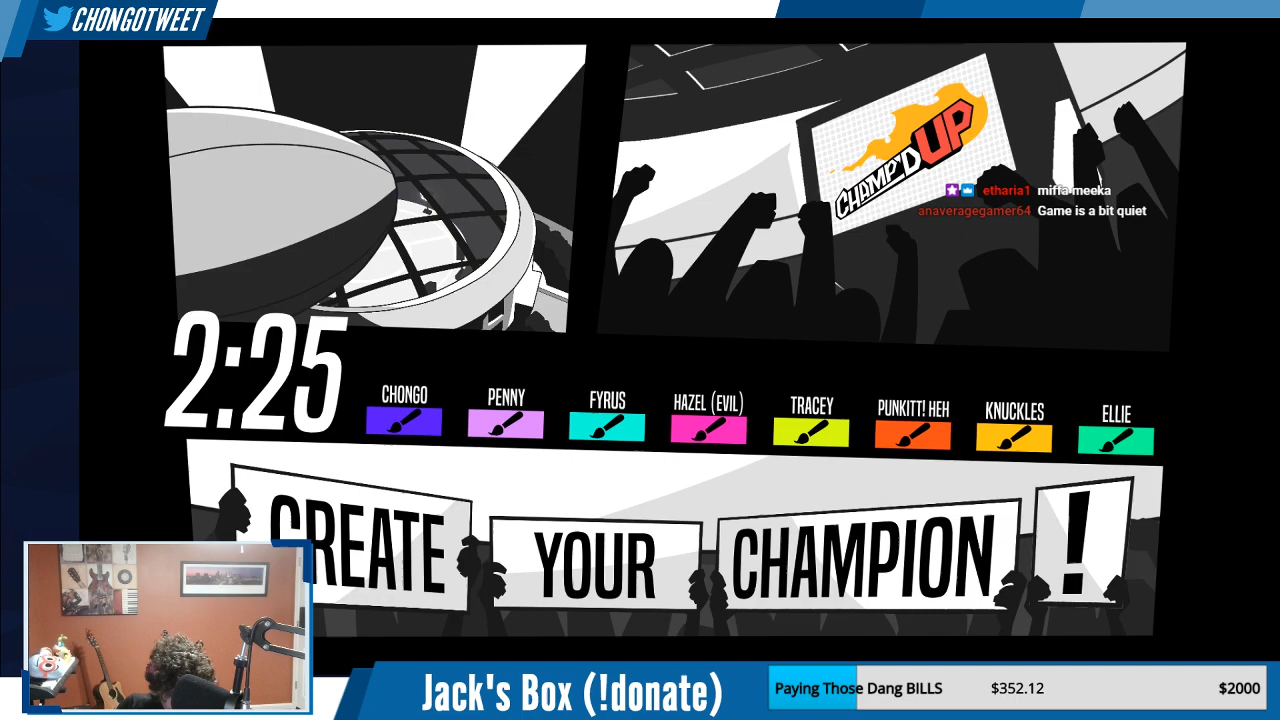 CHONGOTWEET
CHAMP'D UP
etharia1 miffa meeka
anaveragegamer64 Game is a bit quiet
2:25
CHONGO
PENNY
FYRUS
HAZEL (EVIL)
TRACEY
PUNKITT! HEH
KNUCKLES
ELLIE
CREATE YOUR CHAMPION !
Jack's Box (!donate)
Paying Those Dang BILLS $352.12 $2000